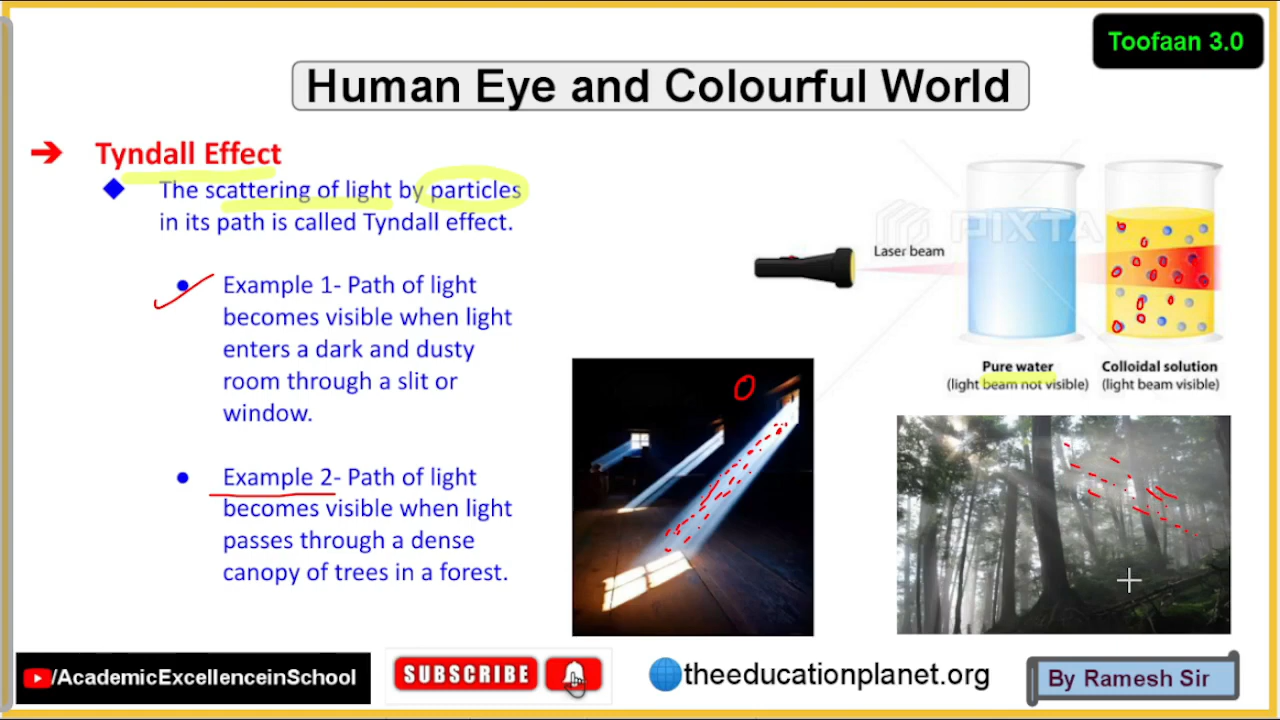 Toofaan 3.0
Human Eye and Colourful World
Tyndall Effect
The scattering of light by particles
in its path is called Tyndall effect.
Example 1- Path of light
becomes visible when light
enters a dark and dusty
room through a slit or
window.
Example 2- Path of light
becomes visible when light
passes through a dense
canopy of trees in a forest.
PIXTA
Laser beam
Pure water
(light beam not visible)
Colloidal solution
(light beam visible)
/AcademicExcellenceinSchool
SUBSCRIBE
theeducationplanet.org
By Ramesh Sir